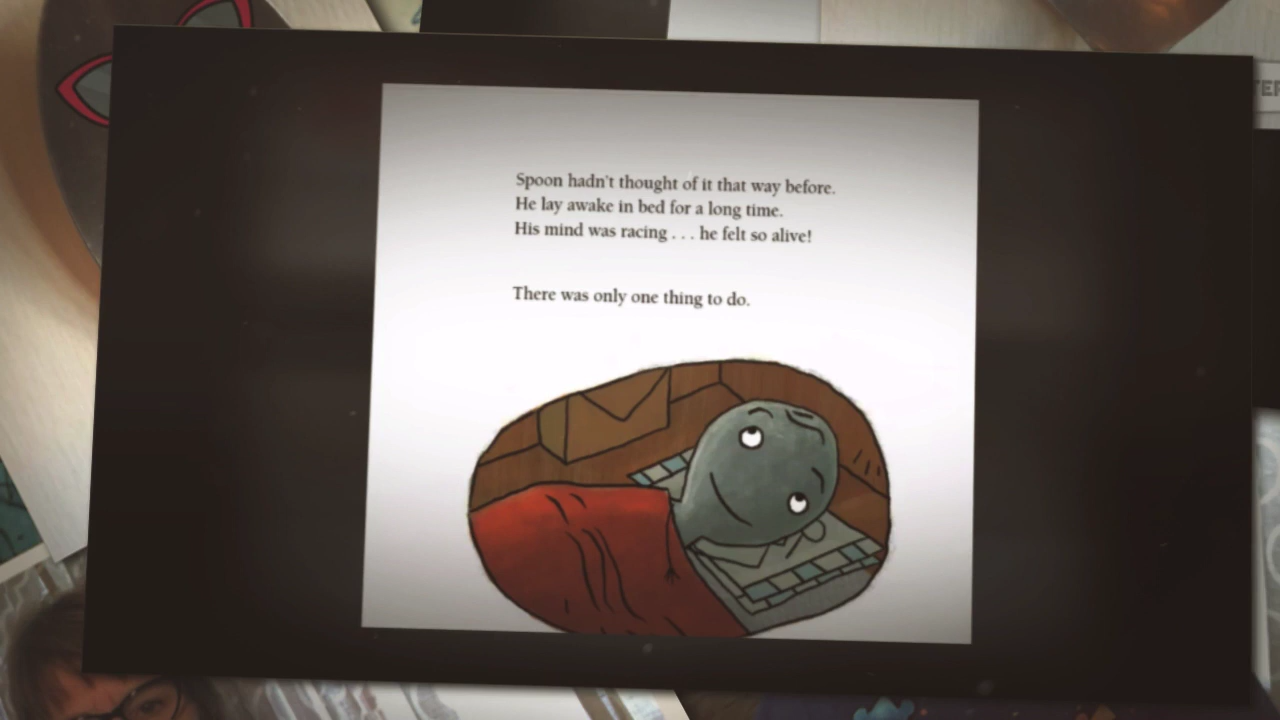 Spoon hadn't thought of it that way before.
He lay awake in bed for a long time.
His mind was racing . . . he felt so alive!
There was only one thing to do.